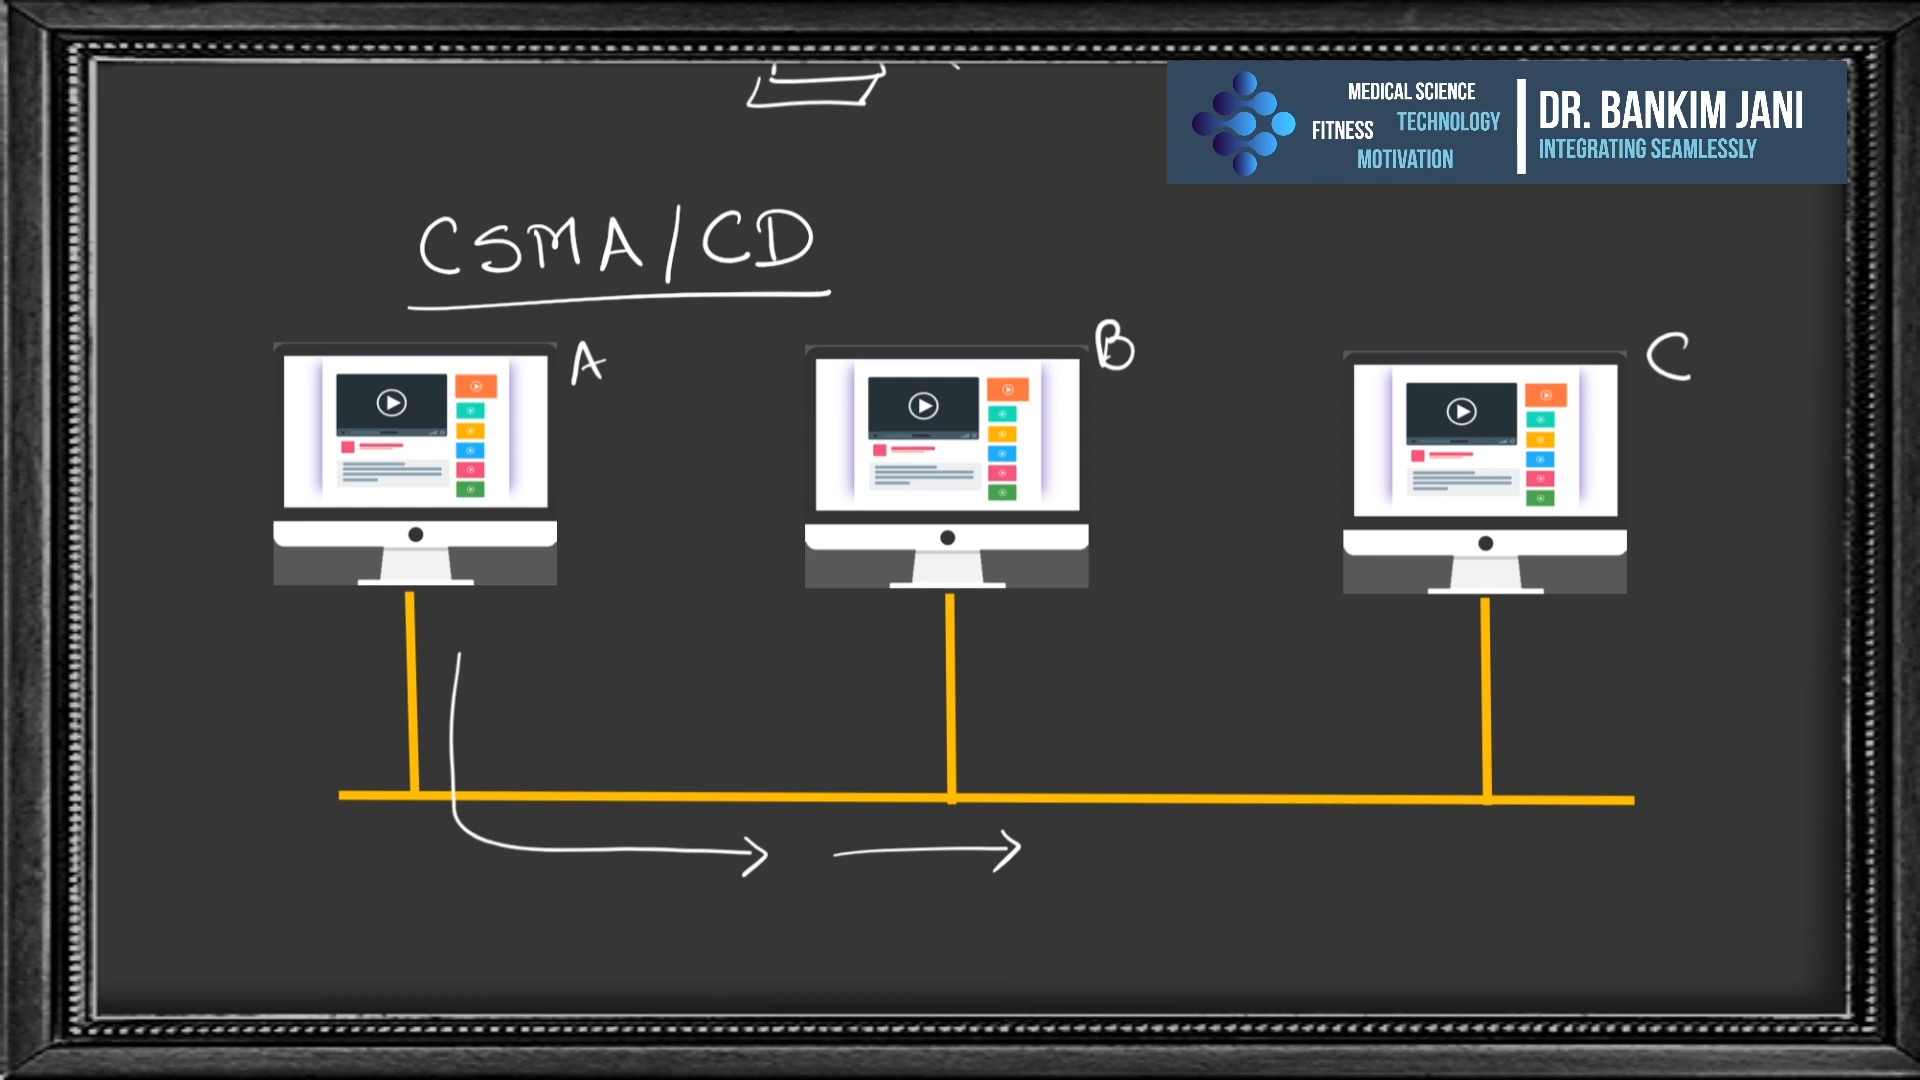 MEDICAL SCIENCE
FITNESS TECHNOLOGY
MOTIVATION
DR. BANKIM JANI
INTEGRATING SEAMLESSLY
CSMA/CD
A
B
C